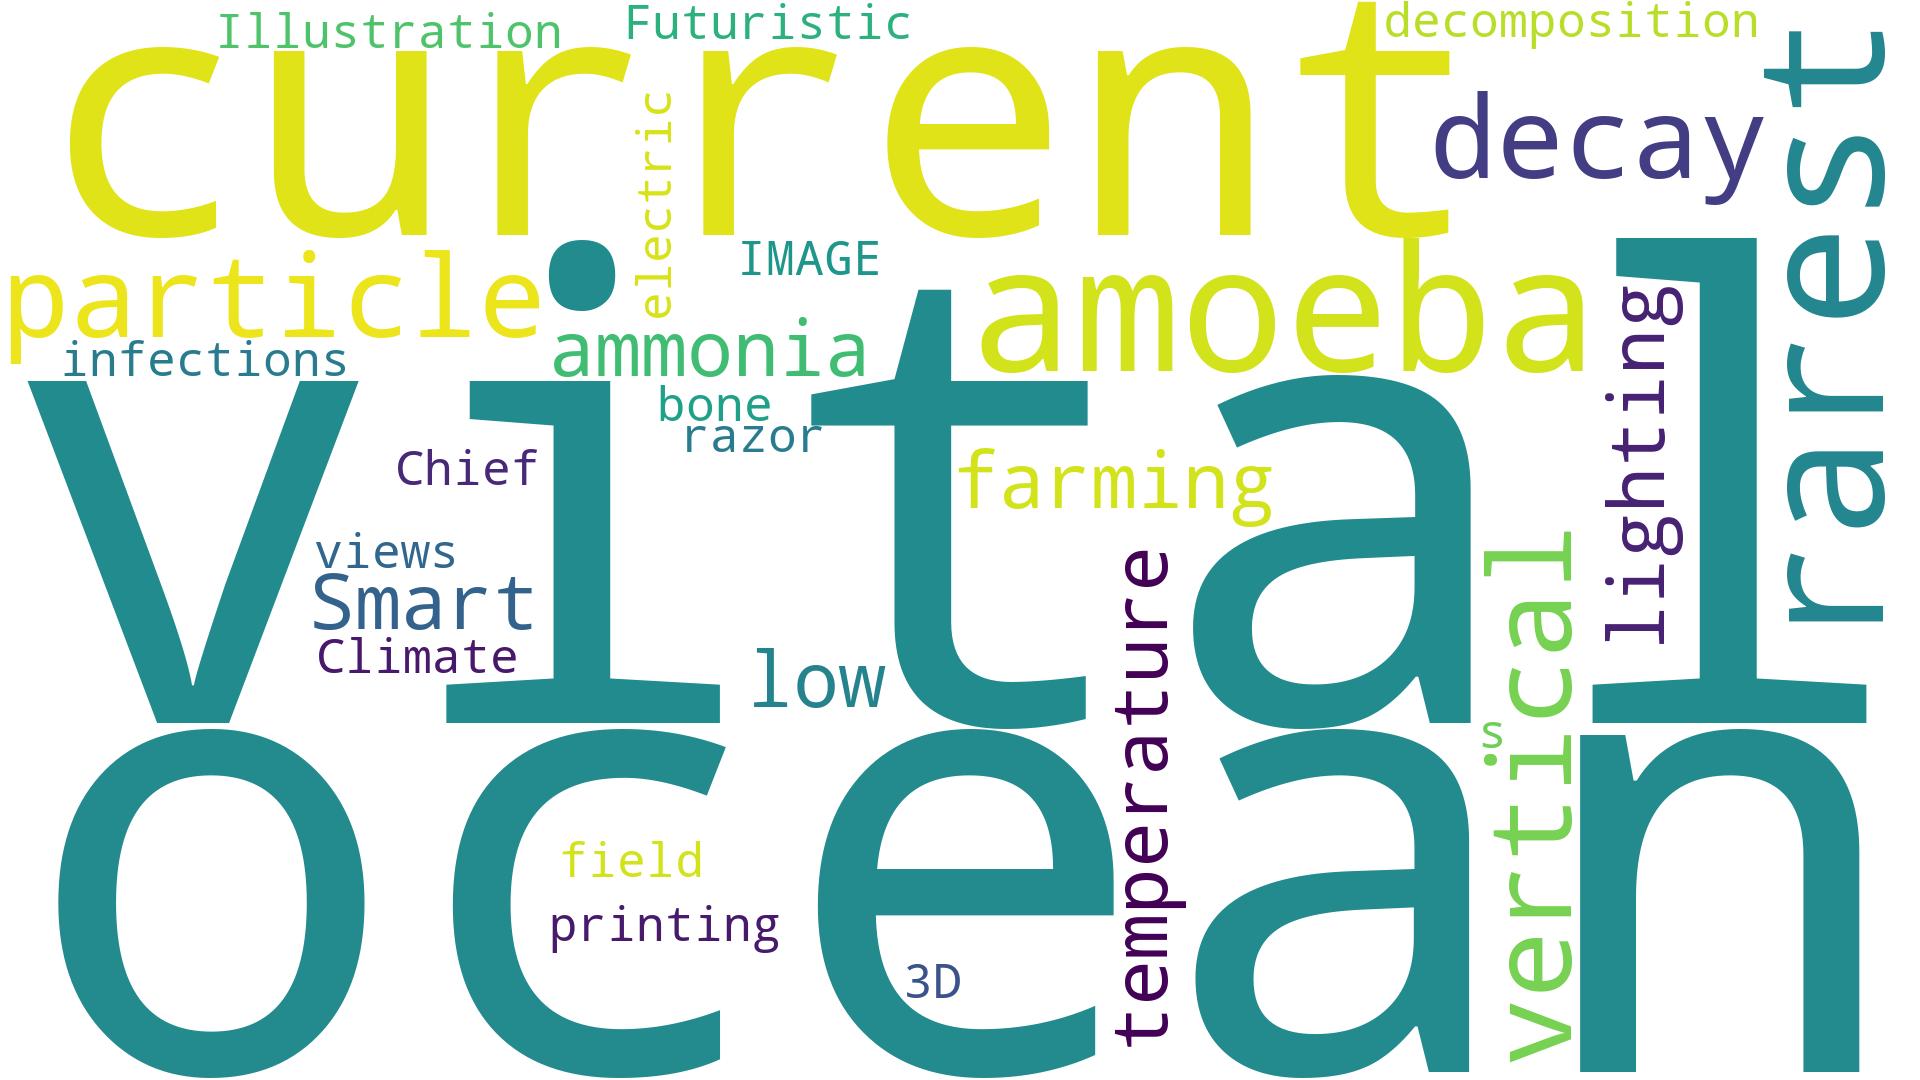 Illustration
Futuristic
decomposition
current
decay
rarest
electric
particle
IMAGE
amoeba
infections
ammonia
lighting
bone
razor
vital
Chief
farming
views
Smart
Climate
low
temperature
vertical
s
ocean
field
printing
3D